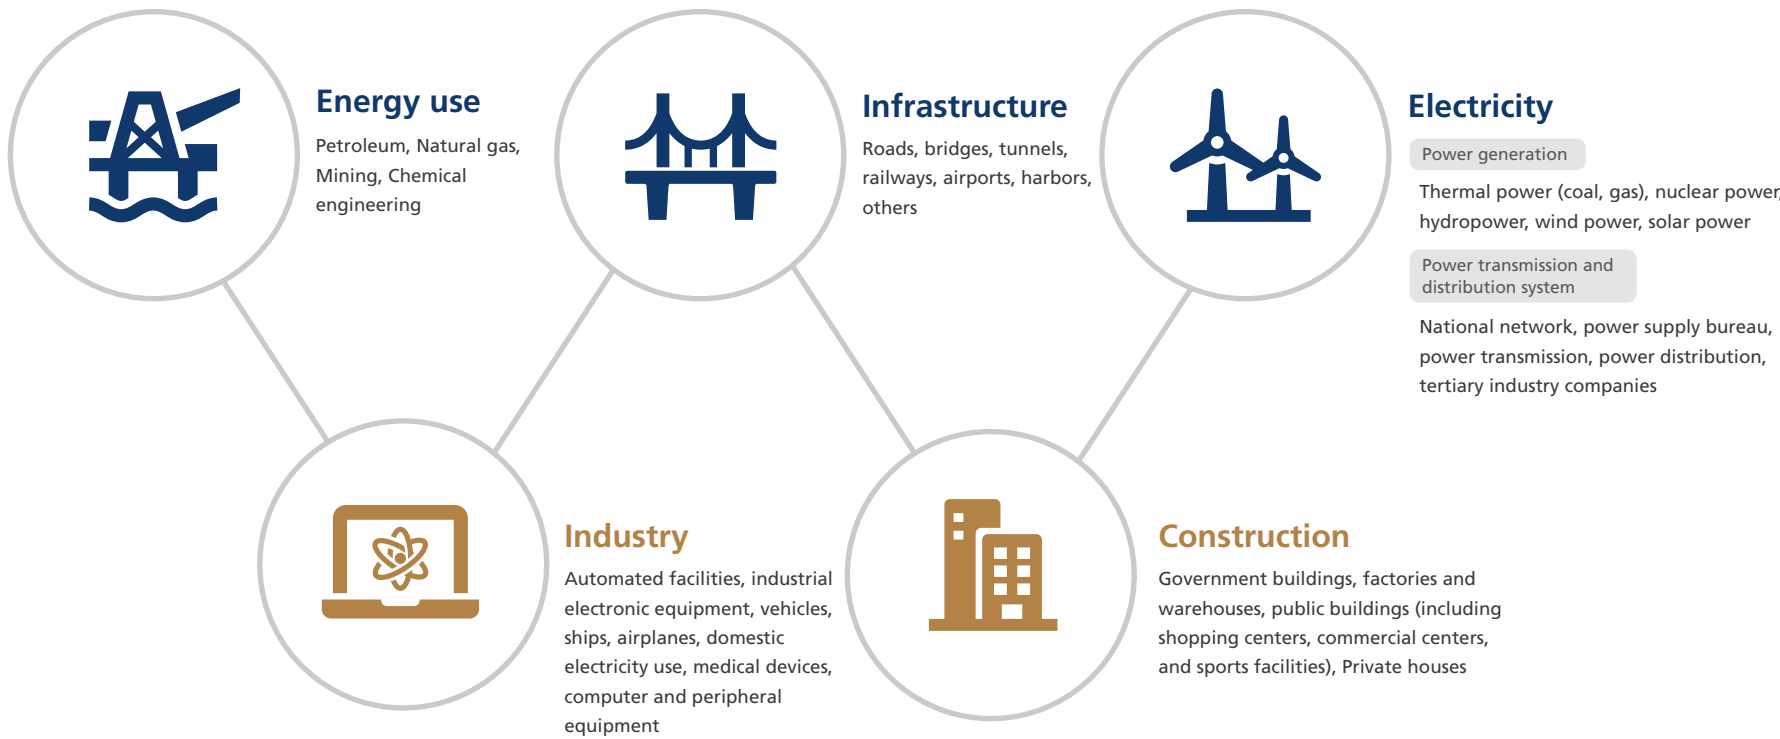 Energy use
Petroleum, Natural gas,
Mining, Chemical
engineering
Infrastructure
Roads, bridges, tunnels,
railways, airports, harbors,
others
Electricity
Power generation
Thermal power (coal, gas), nuclear power,
hydropower, wind power, solar power
Power transmission and
distribution system
National network, power supply bureau,
power transmission, power distribution,
tertiary industry companies
Industry
Automated facilities, industrial
electronic equipment, vehicles,
ships, airplanes, domestic
electricity use, medical devices,
computer and peripheral
equipment
Construction
Government buildings, factories and
warehouses, public buildings (including
shopping centers, commercial centers,
and sports facilities), Private houses